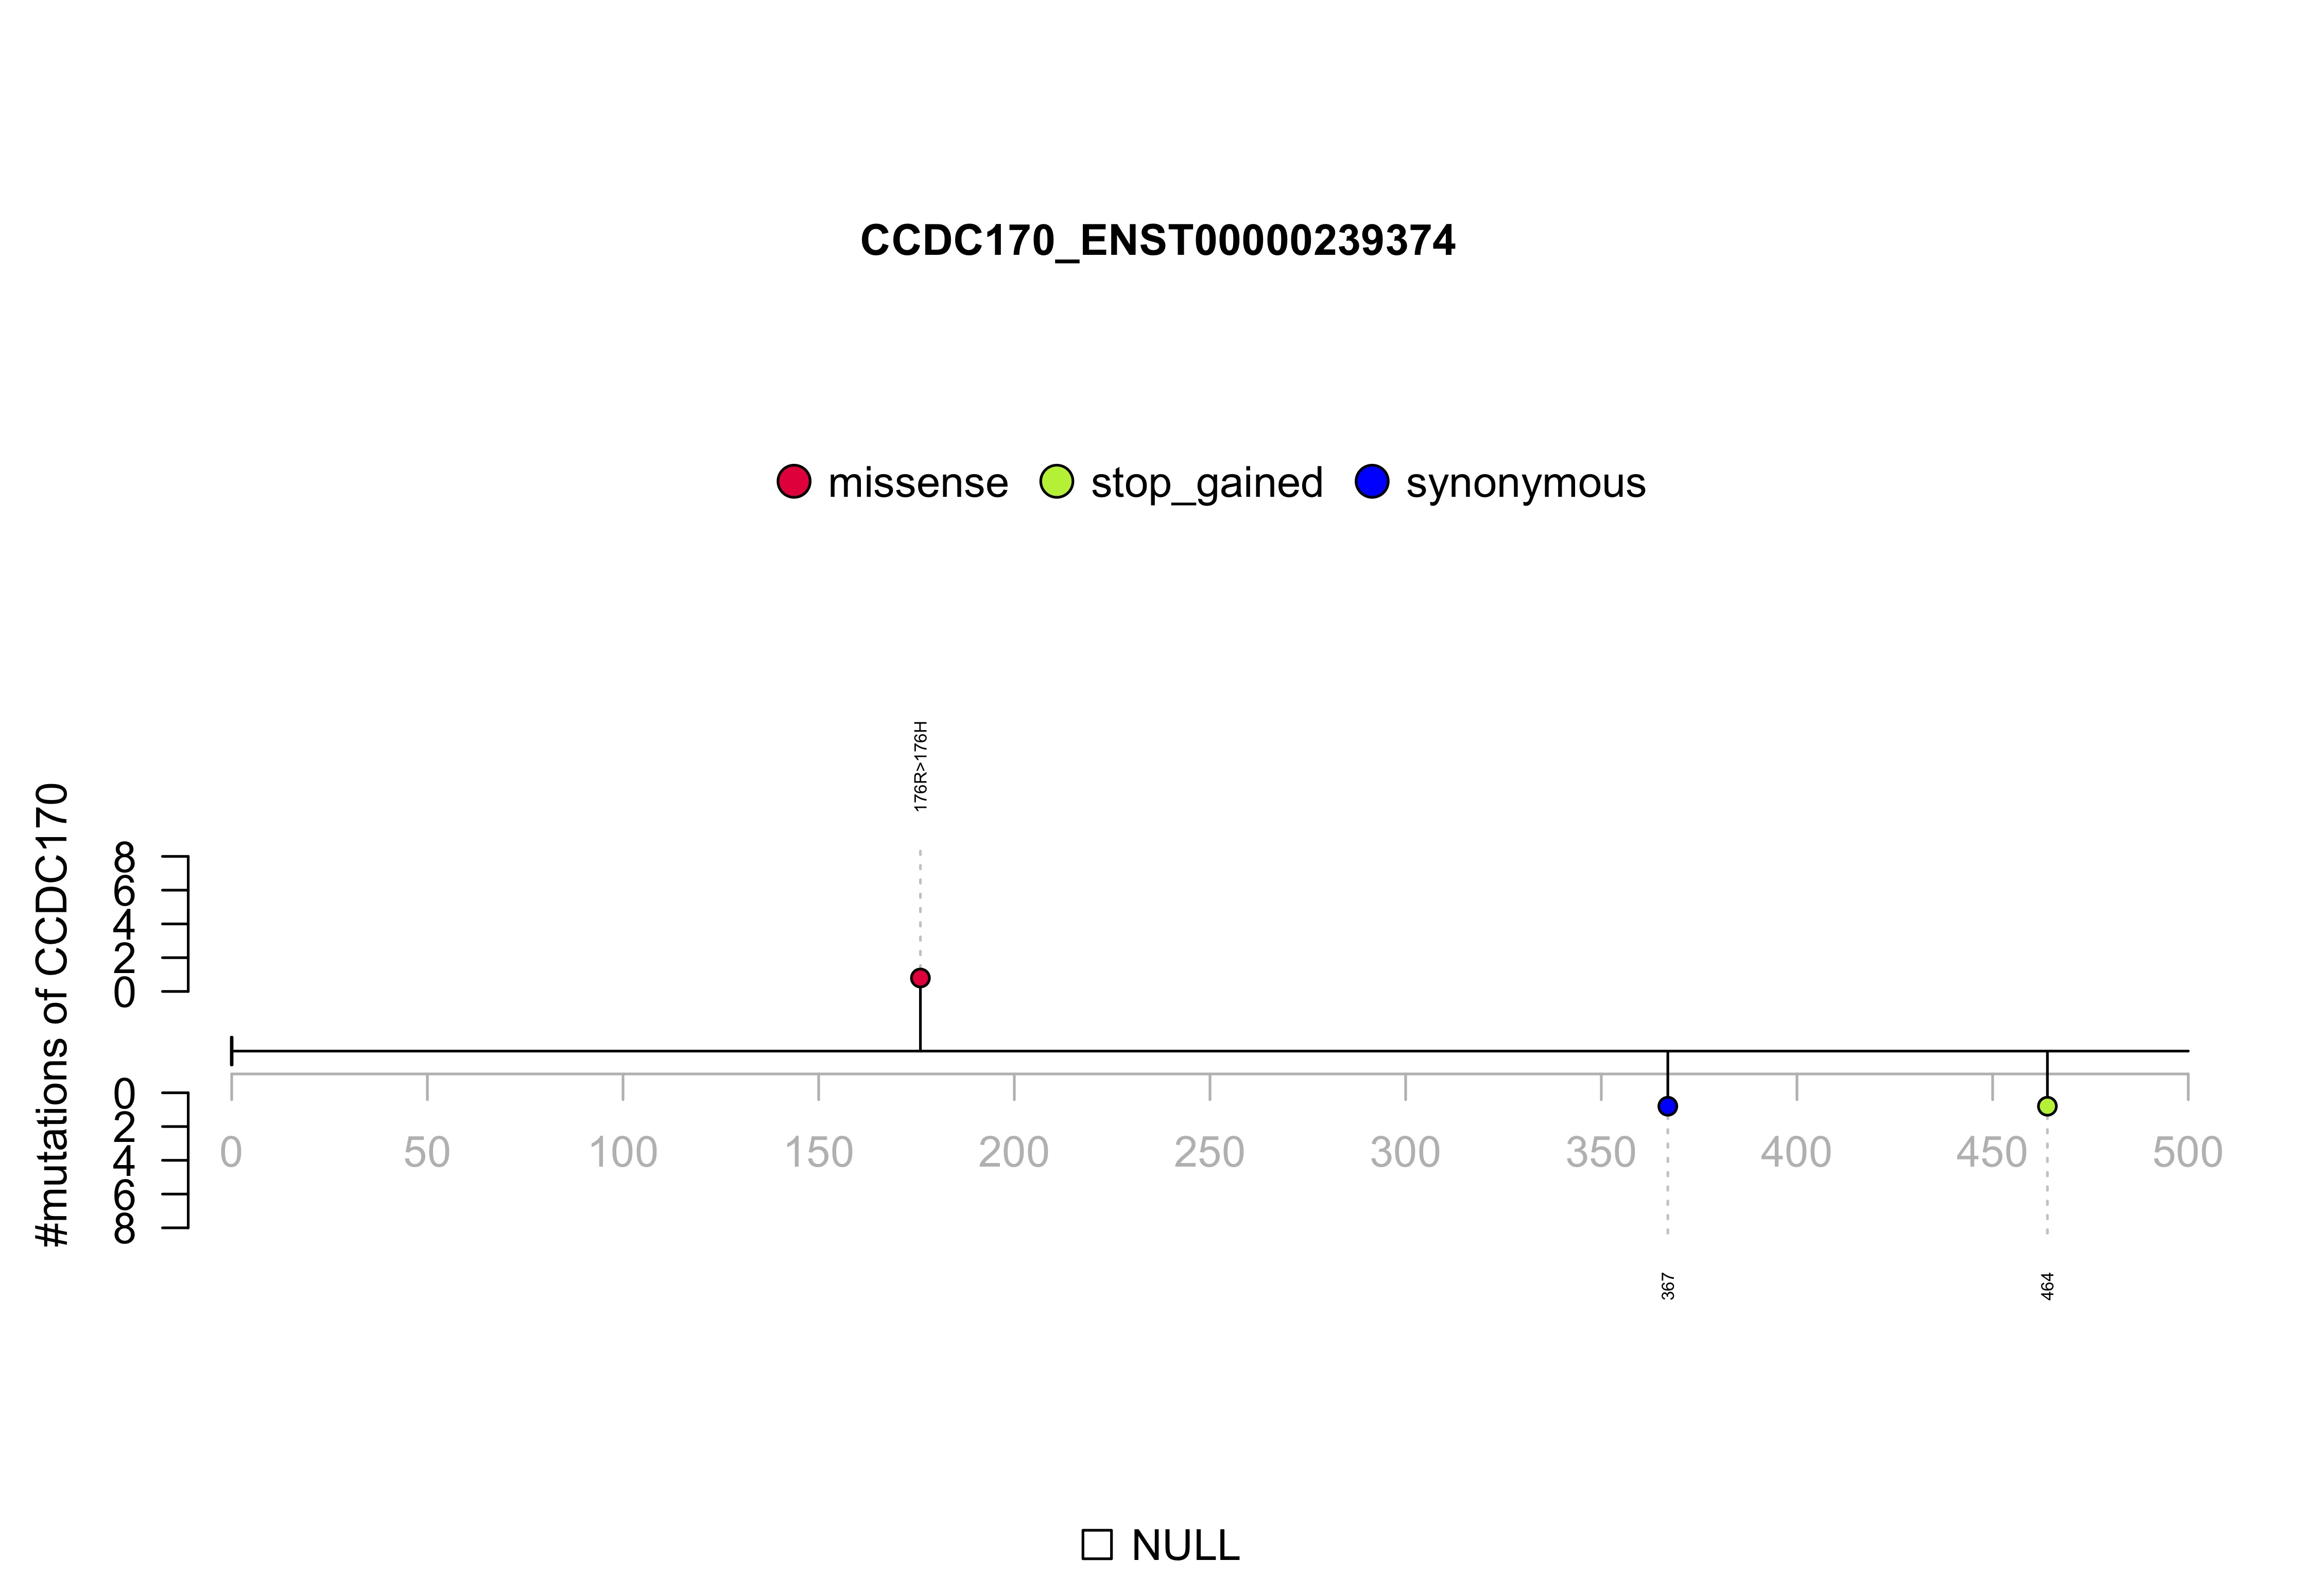 CCDC170_ENST00000239374
missense stop_gained synonymous
176R>176H
#mutations of CCDC170
8
6
4
2
0
0
2
4
6
8
0 50 100 150 200 250 300 350 400 450 500
367 464
NULL